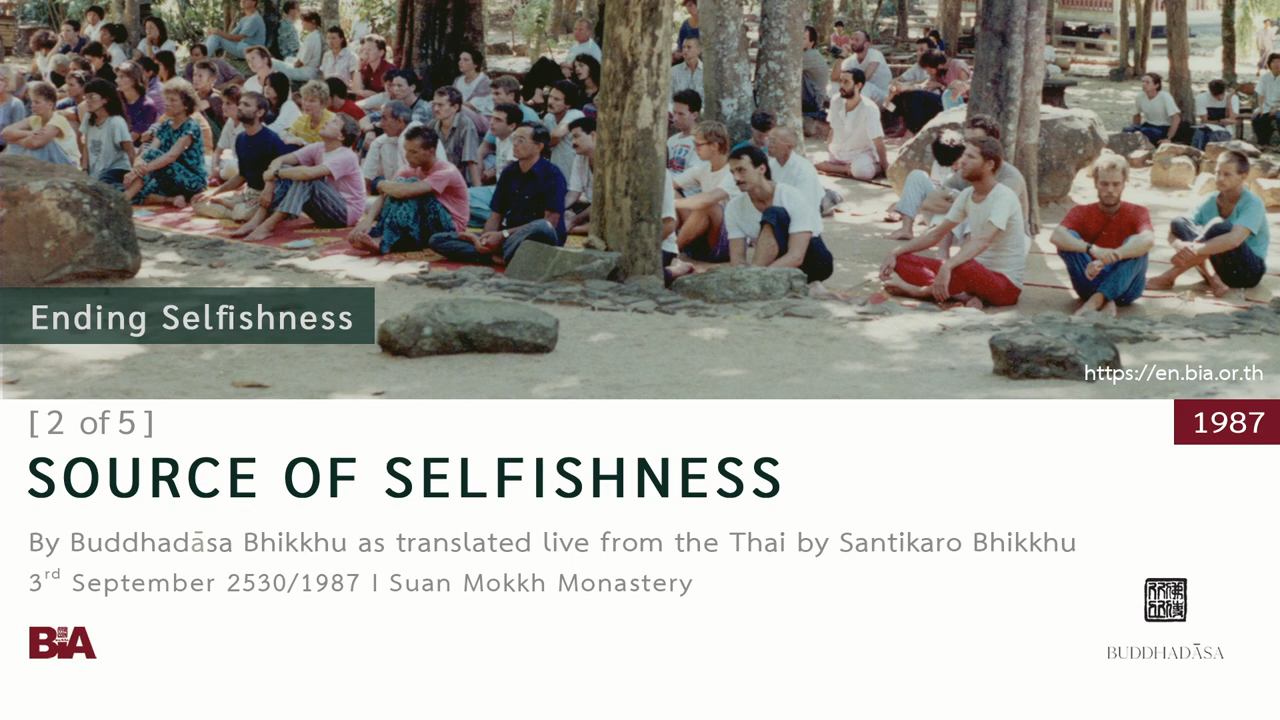 Ending Selfishness
https://en.bia.or.th
[ 2 of 5 ]
1987
SOURCE OF SELFISHNESS
By Buddhadāsa Bhikkhu as translated live from the Thai by Santikaro Bhikkhu
3rd September 2530/1987 I Suan Mokkh Monastery
BIA
BUDDHADĀSA